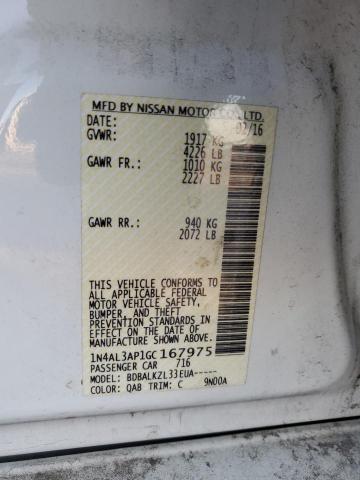 MFD BY NISSAN MOTOR CO.,LTD.
DATE: 02/16
GVWR: 1917 KG
4226 LB
GAWR FR.: 1010 KG
2227 LB
GAWR RR.: 940 KG
2072 LB
THIS VEHICLE CONFORMS TO
ALL APPLICABLE FEDERAL
MOTOR VEHICLE SAFETY,
BUMPER, AND THEFT
PREVENTION STANDARDS IN
EFFECT ON THE DATE OF
MANUFACTURE SHOWN ABOVE.
1N4AL3AP1GC167975
PASSENGER CAR 716
MODEL: BDBALKZL33EUA-----
COLOR: QAB TRIM: C 9N00A